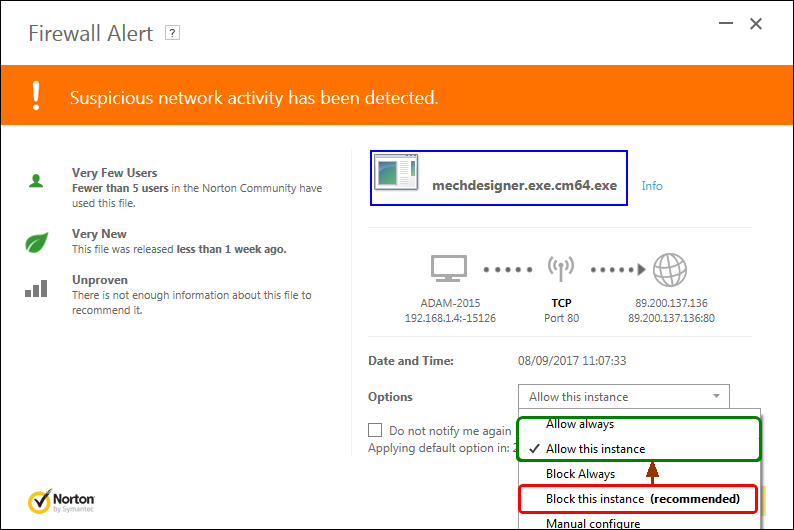 Firewall Alert ?
Suspicious network activity has been detected.
Very Few Users
Fewer than 5 users in the Norton Community have
used this file.
Very New
This file was released less than 1 week ago.
Unproven
There is not enough information about this file to
recommend it.
mechdesigner.exe.cm64.exe Info
ADAM-2015
192.168.1.4:-15126
TCP
Port 80
89.200.137.136
89.200.137.136:80
Date and Time: 08/09/2017 11:07:33
Options Allow this instance
Do not notify me again
Applying default option in: 2
Allow always
Allow this instance
Block Always
Block this instance (recommended)
Manual configure
Norton
by Symantec